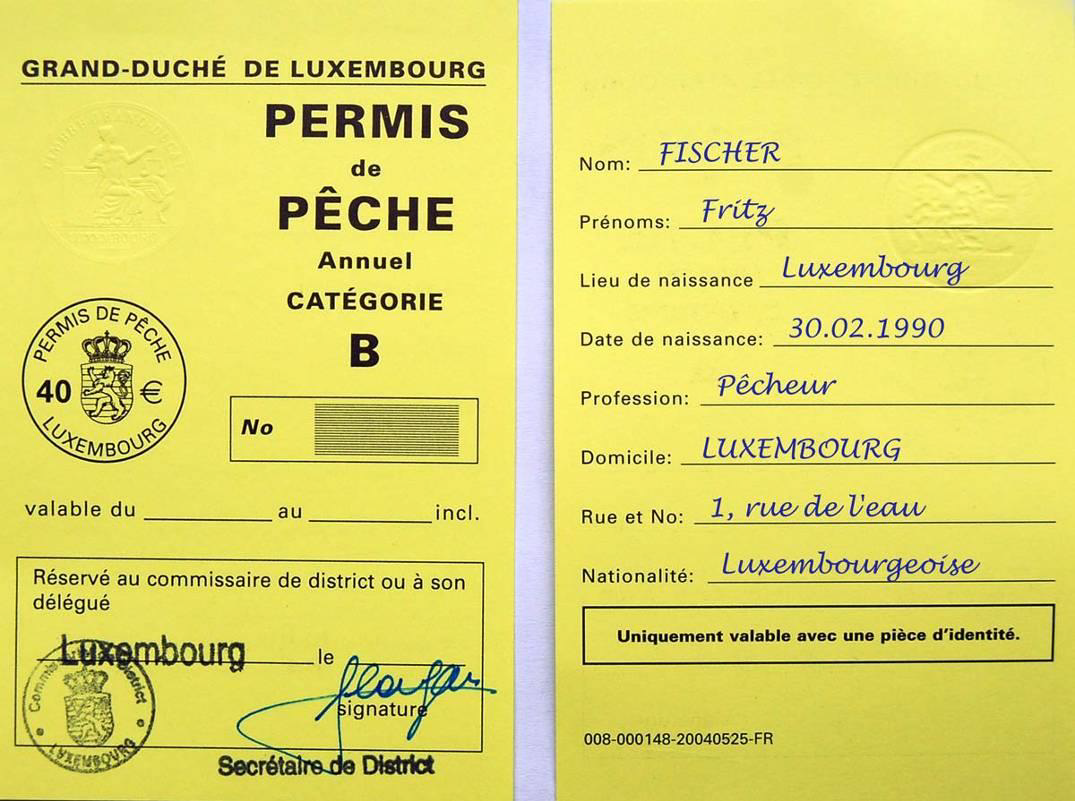 GRAND-DUCHÉ DE LUXEMBOURG
PERMIS
de
PÊCHE
Annuel
CATÉGORIE
B
PERMIS DE PÊCHE
40 €
LUXEMBOURG
No
valable du au incl.
Réservé au commissaire de district ou à son
délégué
Luxembourg le
signature
Secrétaire de District
LUXEMBOURG
Nom: FISCHER
Prénoms: Fritz
Lieu de naissance Luxembourg
Date de naissance: 30.02.1990
Profession: Pêcheur
Domicile: LUXEMBOURG
Rue et No: 1, rue de l'eau
Nationalité: Luxembourgeoise
Uniquement valable avec une pièce d'identité.
008-000148-20040525-FR